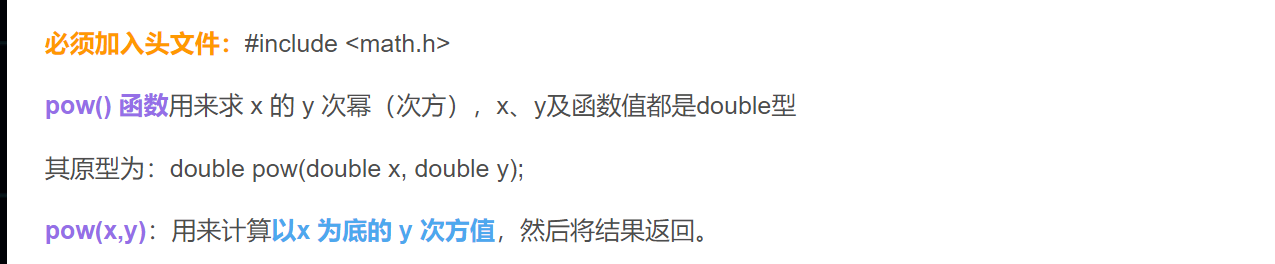 必须加入头文件：#include <math.h>
pow() 函数用来求 x 的 y 次幂（次方），x、y及函数值都是double型
其原型为：double pow(double x, double y);
pow(x,y)：用来计算以x 为底的 y 次方值，然后将结果返回。